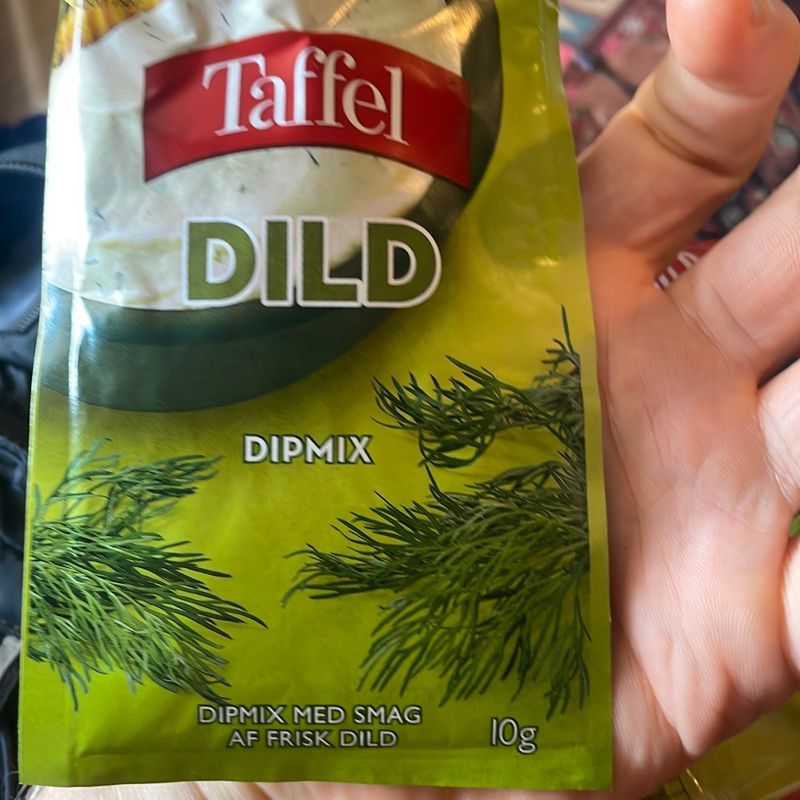 Taffel
DILD
DIPMIX
DIPMIX MED SMAG
AF FRISK DILD
10g